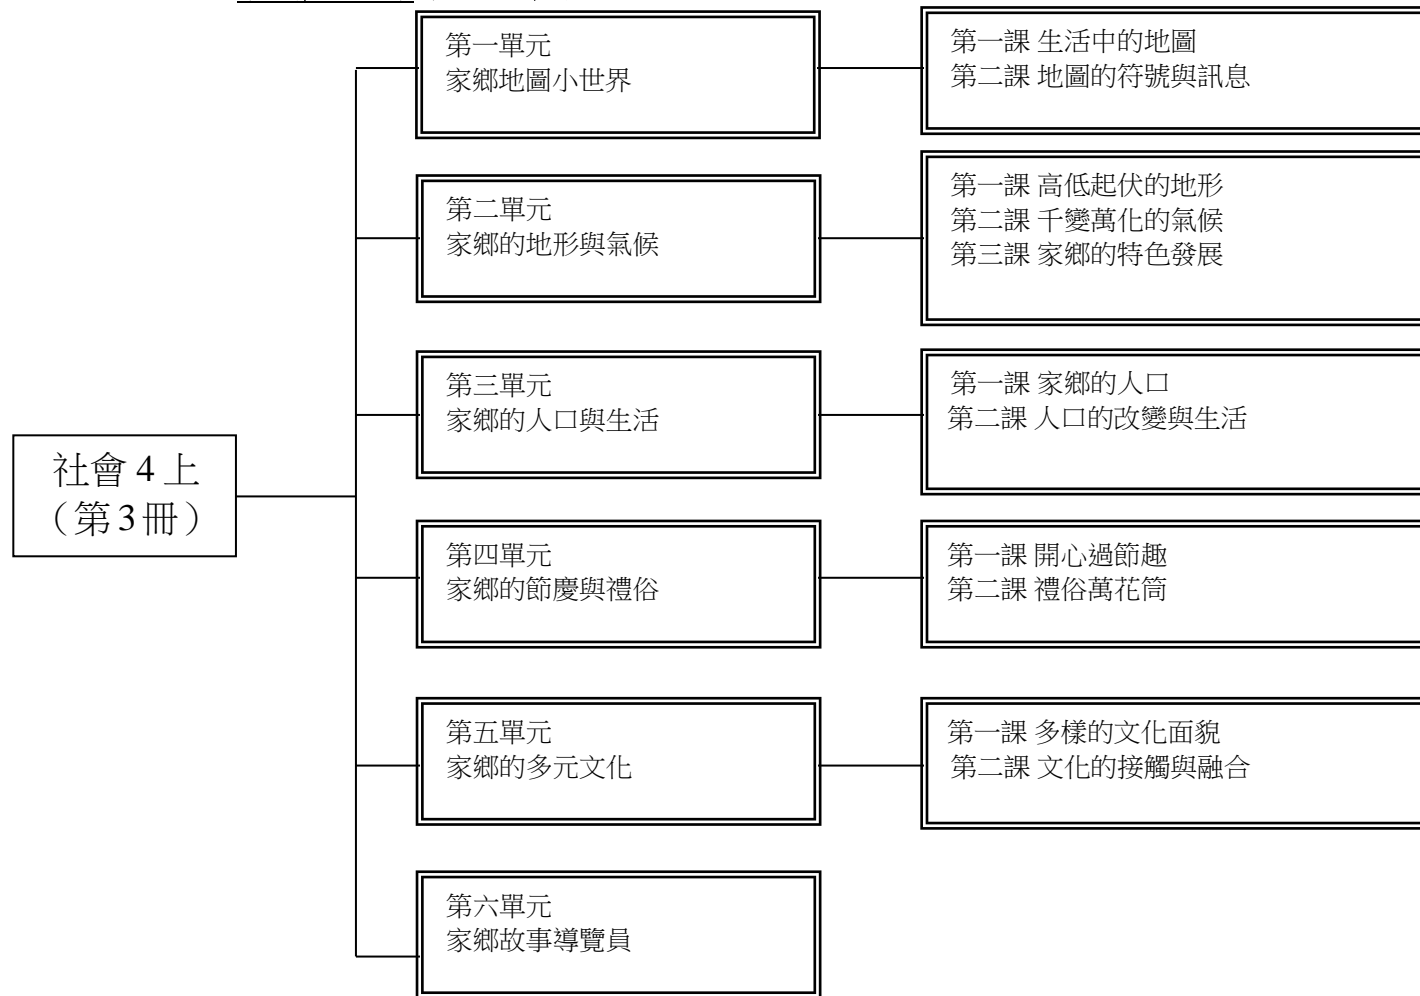 社會 4 上
（第 3 冊）
第一單元
家鄉地圖小世界
第一課 生活中的地圖
第二課 地圖的符號與訊息
第二單元
家鄉的地形與氣候
第一課 高低起伏的地形
第二課 千變萬化的氣候
第三課 家鄉的特色發展
第三單元
家鄉的人口與生活
第一課 家鄉的人口
第二課 人口的改變與生活
第四單元
家鄉的節慶與禮俗
第一課 開心過節趣
第二課 禮俗萬花筒
第五單元
家鄉的多元文化
第一課 多樣的文化面貌
第二課 文化的接觸與融合
第六單元
家鄉故事導覽員